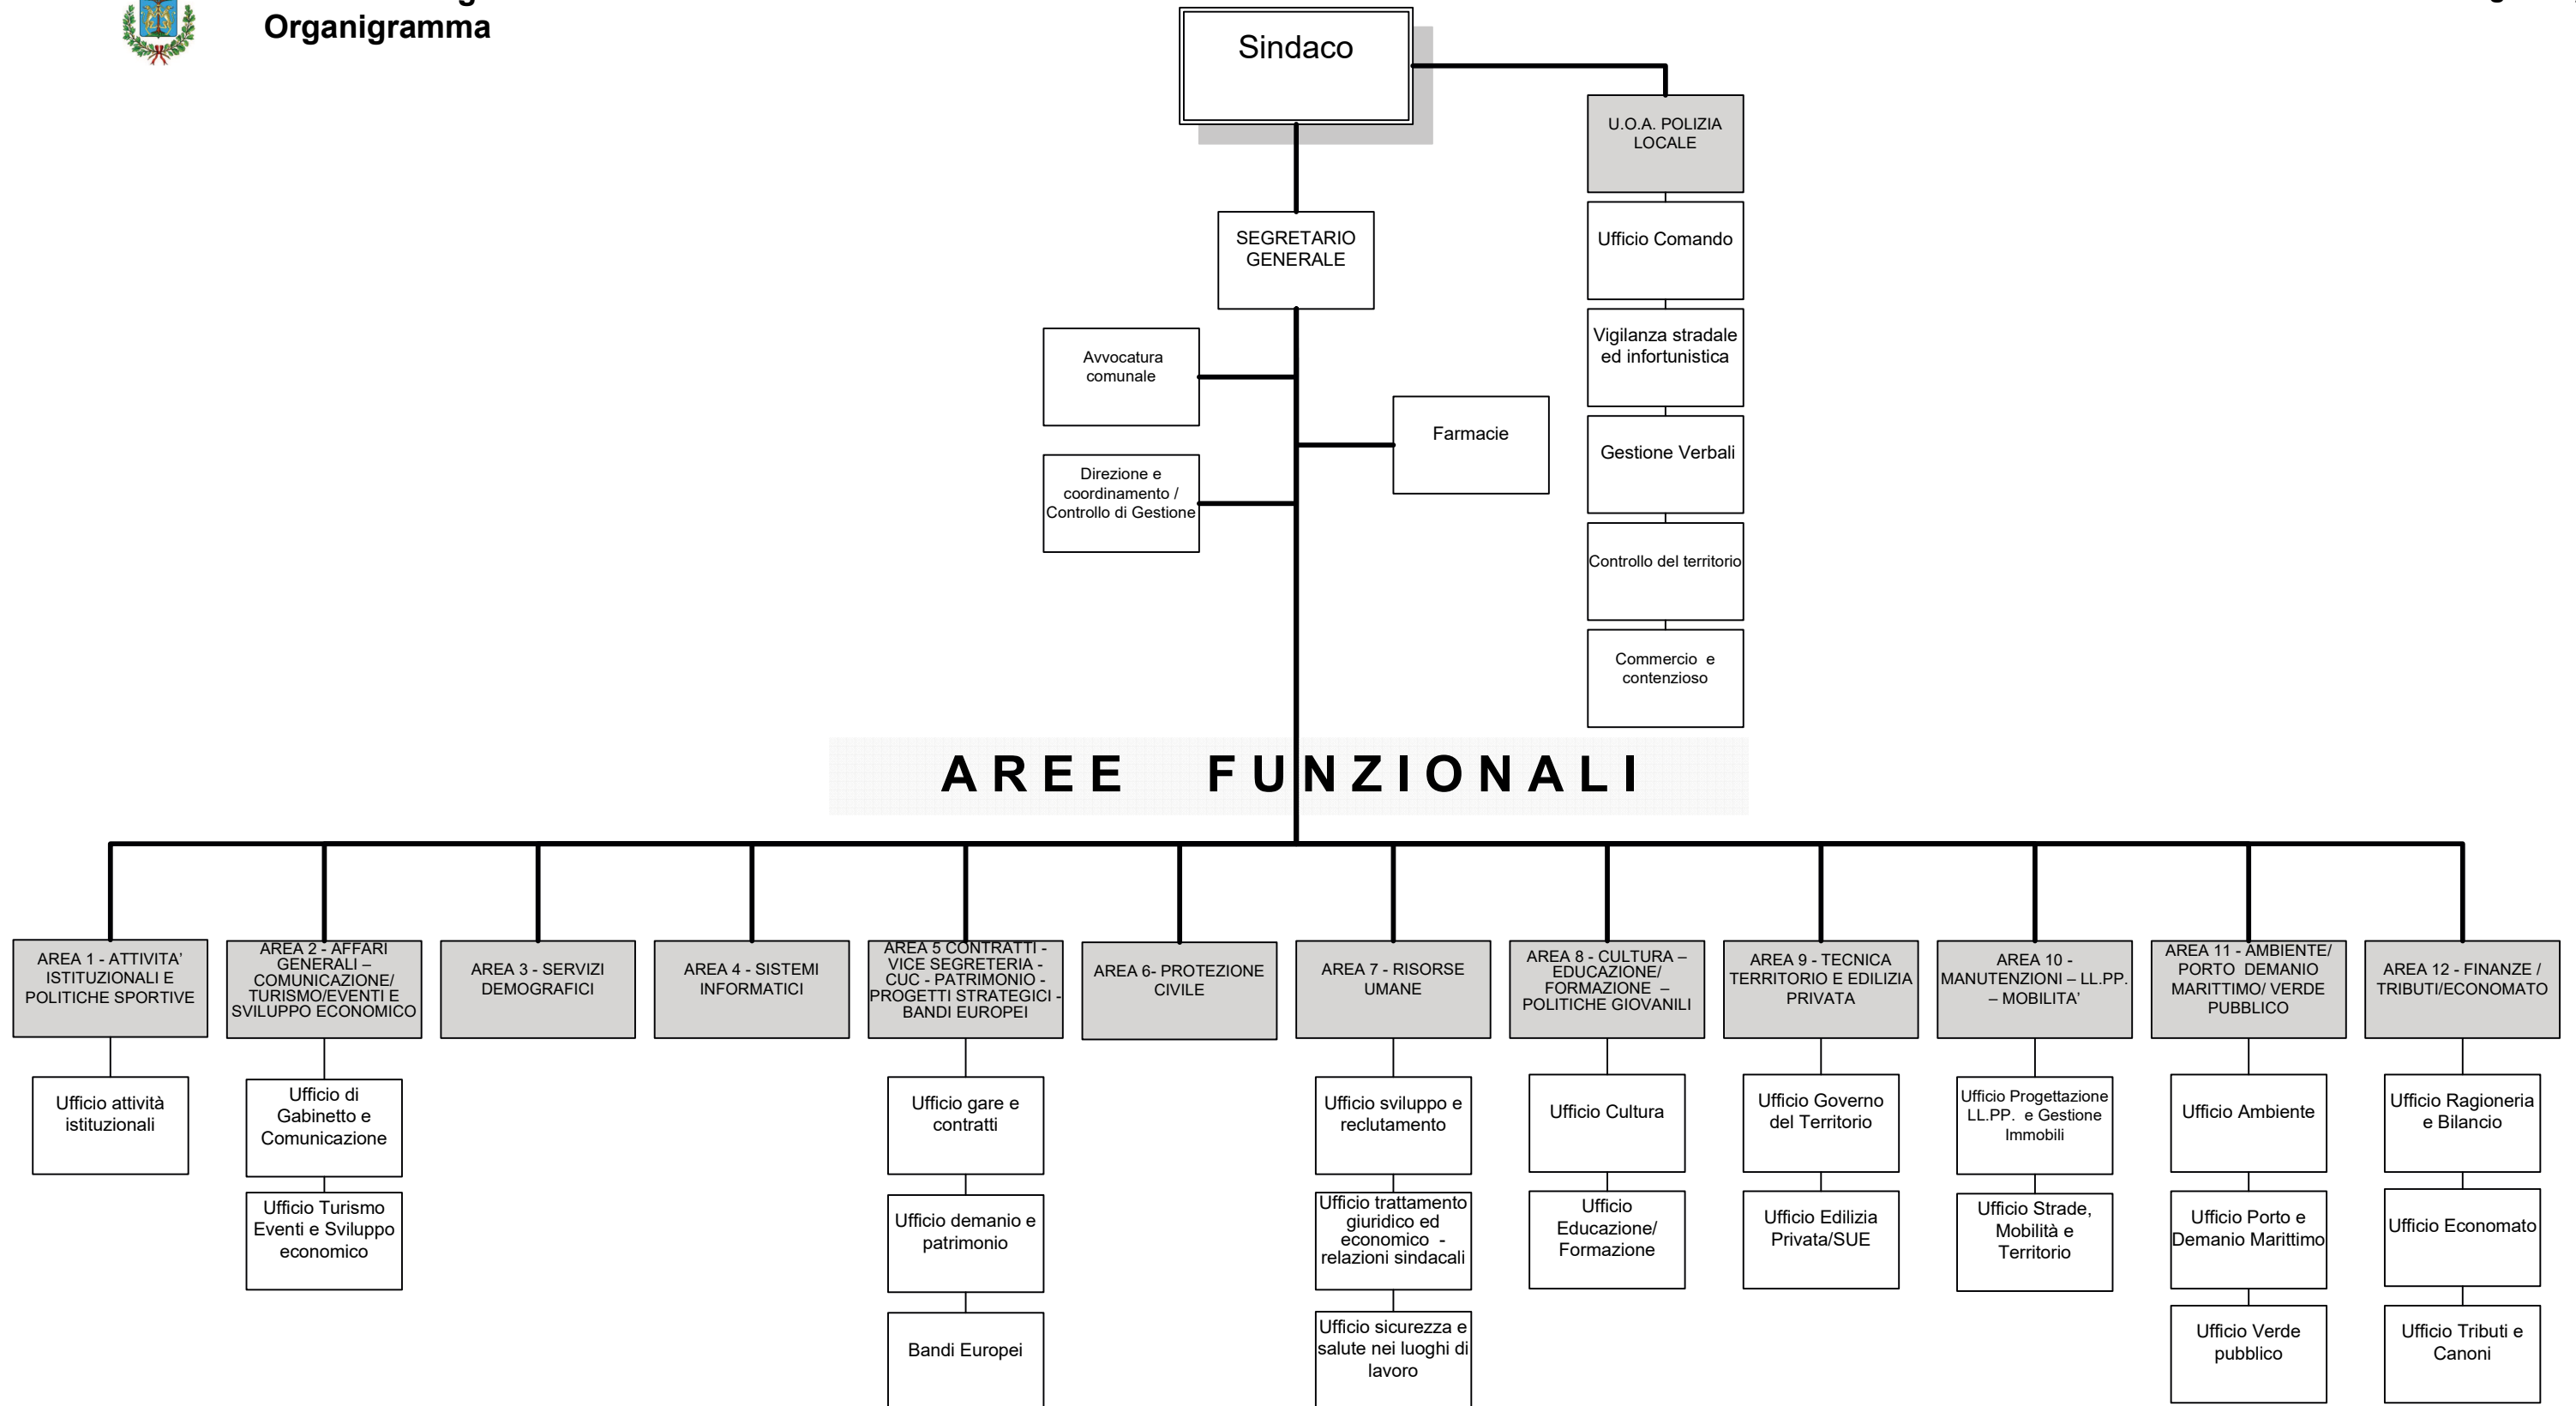 Organigramma
Sindaco
U.O.A. POLIZIA
LOCALE
SEGRETARIO
GENERALE
Ufficio Comando
Vigilanza stradale
ed infortunistica
Avvocatura
comunale
Farmacie
Gestione Verbali
Direzione e
coordinamento /
Controllo di Gestione
Controllo del territorio
Commercio e
contenzioso
AREE FUNZIONALI
AREA 1 - ATTIVITA'
ISTITUZIONALI E
POLITICHE SPORTIVE
AREA 2 - AFFARI
GENERALI –
COMUNICAZIONE/
TURISMO/EVENTI E
SVILUPPO ECONOMICO
AREA 3 - SERVIZI
DEMOGRAFICI
AREA 4 - SISTEMI
INFORMATICI
AREA 5 CONTRATTI -
VICE SEGRETERIA -
CUC - PATRIMONIO -
PROGETTI STRATEGICI -
BANDI EUROPEI
AREA 6- PROTEZIONE
CIVILE
AREA 7 - RISORSE
UMANE
AREA 8 - CULTURA –
EDUCAZIONE/
FORMAZIONE –
POLITICHE GIOVANILI
AREA 9 - TECNICA
TERRITORIO E EDILIZIA
PRIVATA
AREA 10 -
MANUTENZIONI – LL.PP.
– MOBILITA'
AREA 11 - AMBIENTE/
PORTO DEMANIO
MARITTIMO/ VERDE
PUBBLICO
AREA 12 - FINANZE /
TRIBUTI/ECONOMATO
Ufficio attività
istituzionali
Ufficio di
Gabinetto e
Comunicazione
Ufficio Turismo
Eventi e Sviluppo
economico
Ufficio gare e
contratti
Ufficio demanio e
patrimonio
Bandi Europei
Ufficio sviluppo e
reclutamento
Ufficio trattamento
giuridico ed
economico -
relazioni sindacali
Ufficio sicurezza e
salute nei luoghi di
lavoro
Ufficio Cultura
Ufficio
Educazione/
Formazione
Ufficio Governo
del Territorio
Ufficio Edilizia
Privata/SUE
Ufficio Progettazione
LL.PP. e Gestione
Immobili
Ufficio Strade,
Mobilità e
Territorio
Ufficio Ambiente
Ufficio Porto e
Demanio Marittimo
Ufficio Verde
pubblico
Ufficio Ragioneria
e Bilancio
Ufficio Economato
Ufficio Tributi e
Canoni